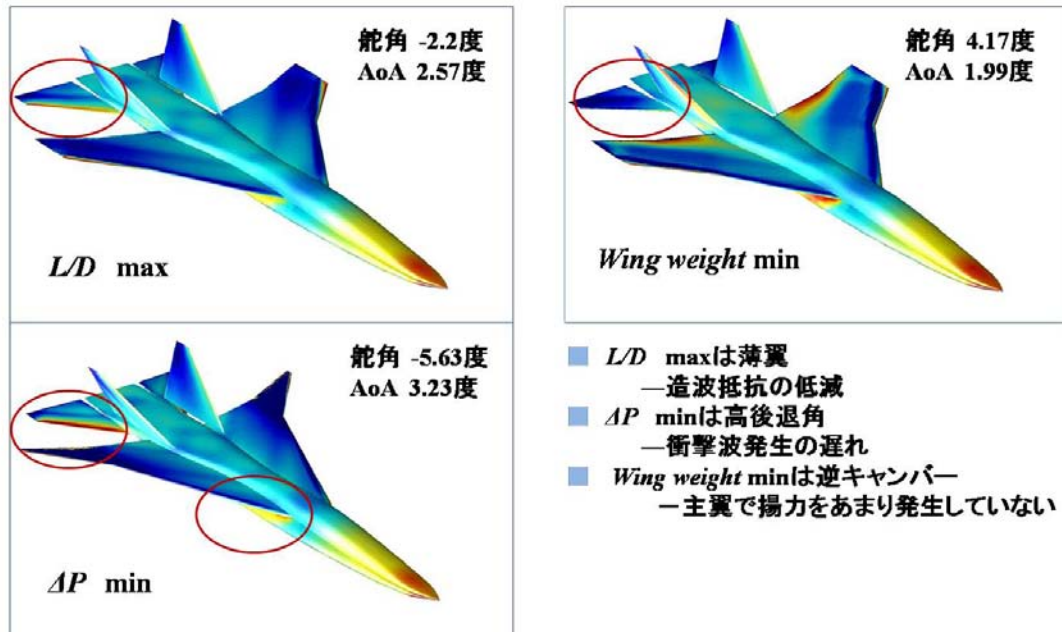 舵角 -2.2度
AoA 2.57度
L/D max
舵角 4.17度
AoA 1.99度
Wing weight min
舵角 -5.63度
AoA 3.23度
ΔP min
L/D maxは薄翼
―造波抵抗の低減
ΔP minは高後退角
―衝撃波発生の遅れ
Wing weight minは逆キャンバー
－主翼で揚力をあまり発生していない